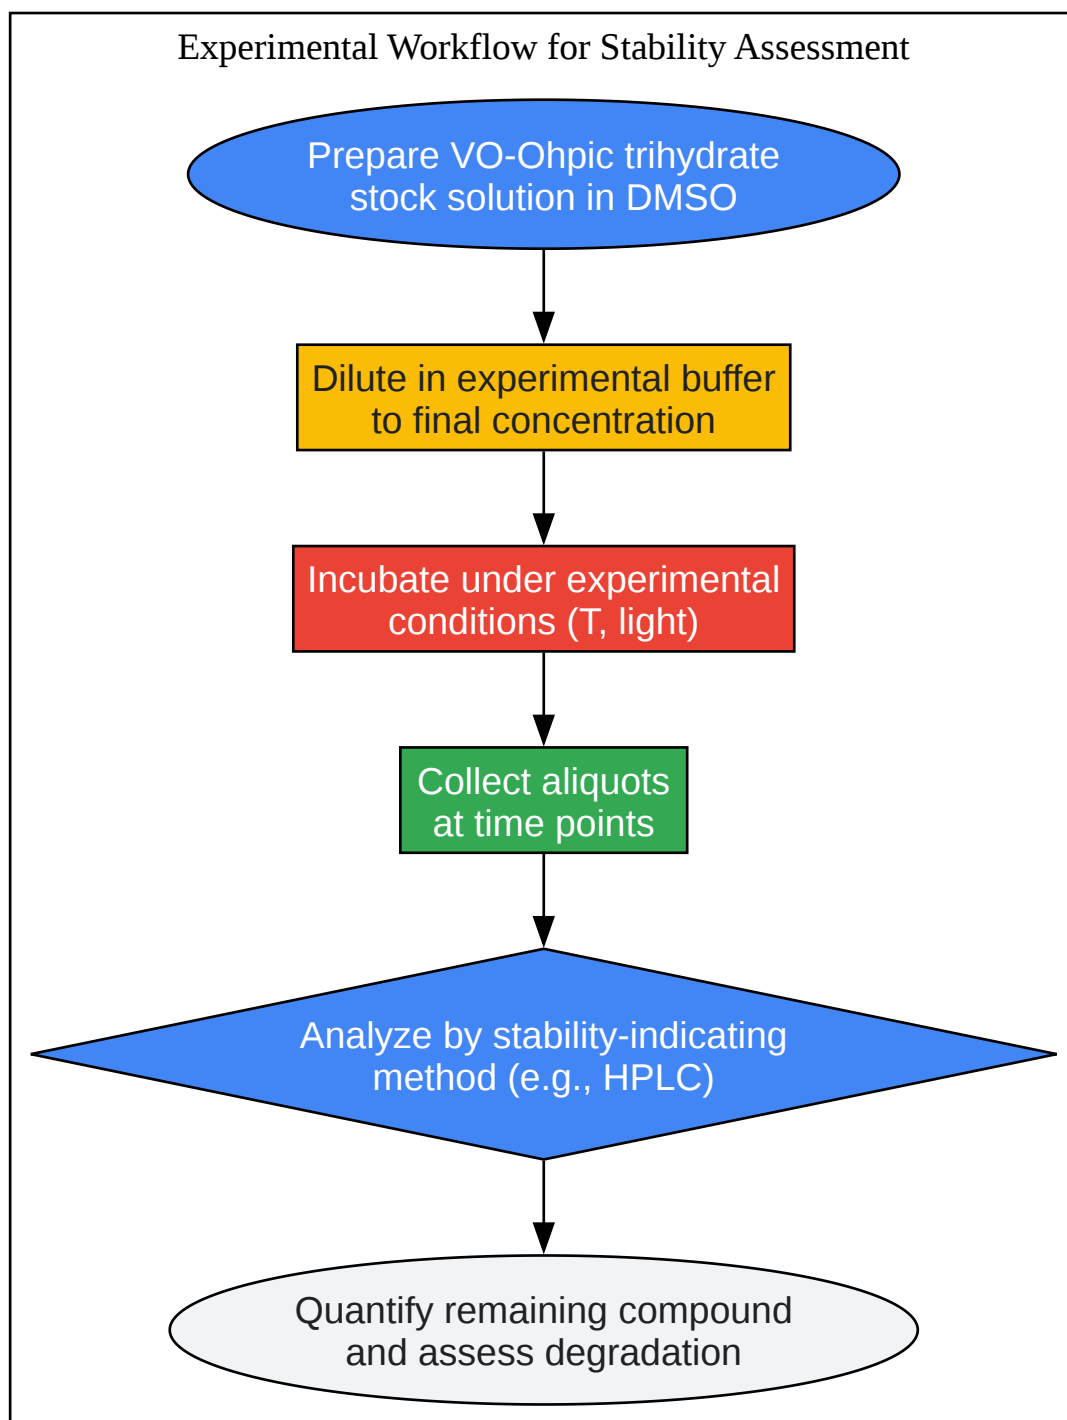 Experimental Workflow for Stability Assessment
Prepare VO-Ohpic trihydrate
stock solution in DMSO
Dilute in experimental buffer
to final concentration
Incubate under experimental
conditions (T, light)
Collect aliquots
at time points
Analyze by stability-indicating
method (e.g., HPLC)
Quantify remaining compound
and assess degradation